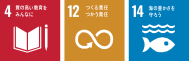 4 質の高い教育を
みんなに
12 つくる責任
つかう責任
14 海の豊かさを
守ろう